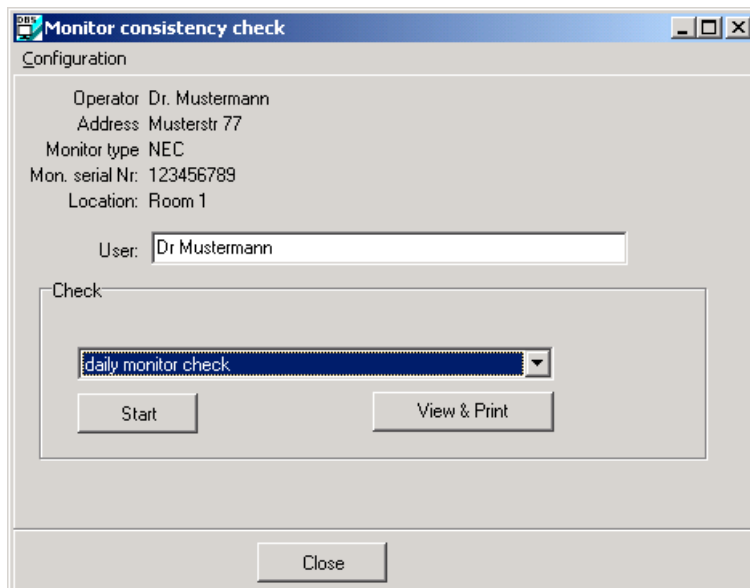 DBS
Monitor consistency check
Configuration
Operator Dr. Mustermann
Address Musterstr 77
Monitor type NEC
Mon. serial Nr: 123456789
Location: Room 1
User: Dr Mustermann
Check
daily monitor check
Start View & Print
Close